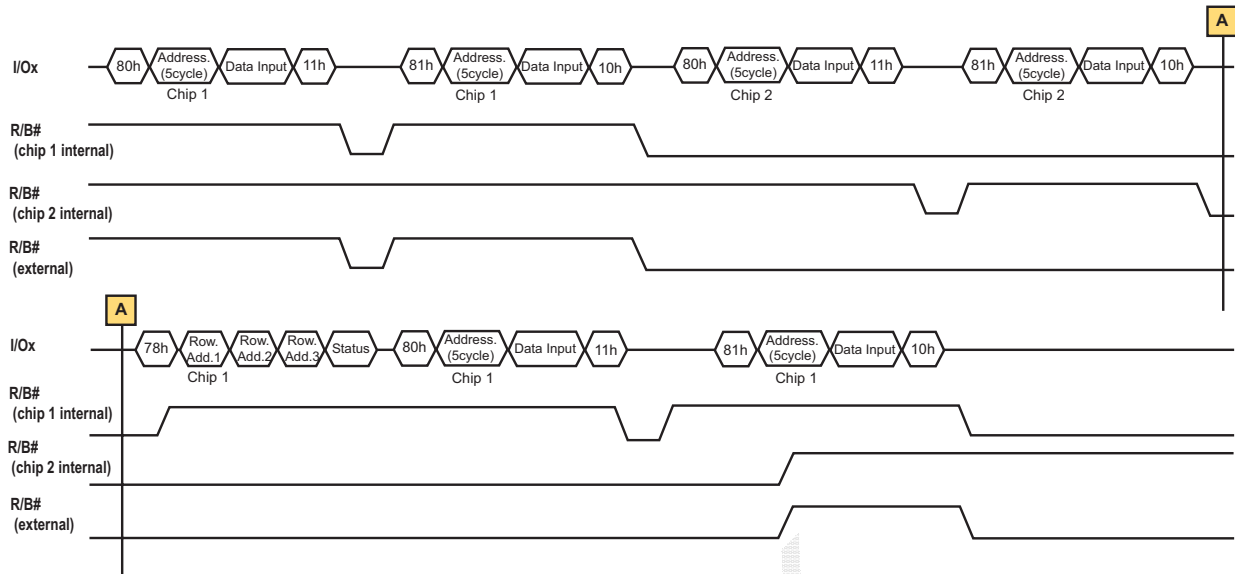 A
I/Ox
80h Address. (5cycle) Data Input 11h 81h Address. (5cycle) Data Input 10h 80h Address. (5cycle) Data Input 11h 81h Address. (5cycle) Data Input 10h
Chip 1 Chip 1 Chip 2 Chip 2
R/B#
(chip 1 internal)
R/B#
(chip 2 internal)
R/B#
(external)
A
I/Ox
78h Row. Add.1 Row. Add.2 Row. Add.3 Status 80h Address. (5cycle) Data Input 11h 81h Address. (5cycle) Data Input 10h
Chip 1 Chip 1 Chip 1
R/B#
(chip 1 internal)
R/B#
(chip 2 internal)
R/B#
(external)